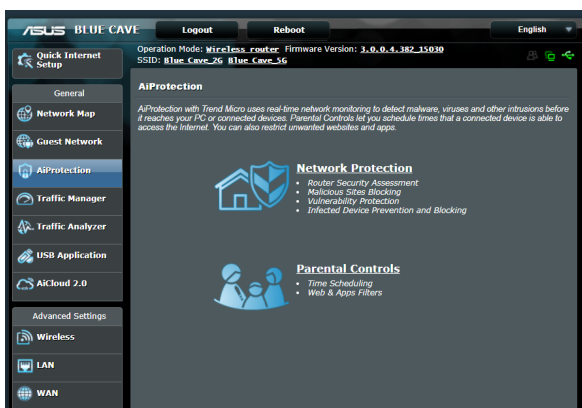 ASUS BLUE CAVE
Logout
Reboot
English
Quick Internet
Setup
Operation Mode: Wireless router Firmware Version: 3.0.0.4.382_15030
SSID: Blue_Cave_2G Blue_Cave_5G
General
Network Map
Guest Network
AiProtection
Traffic Manager
Traffic Analyzer
USB Application
AiCloud 2.0
Advanced Settings
Wireless
LAN
WAN
AiProtection
AiProtection with Trend Micro uses real-time network monitoring to detect malware, viruses and other intrusions before
it reaches your PC or connected devices. Parental Controls let you schedule times that a connected device is able to
access the Internet. You can also restrict unwanted websites and apps.
Network Protection
• Router Security Assessment
• Malicious Sites Blocking
• Vulnerability Protection
• Infected Device Prevention and Blocking
Parental Controls
• Time Scheduling
• Web & Apps Filters